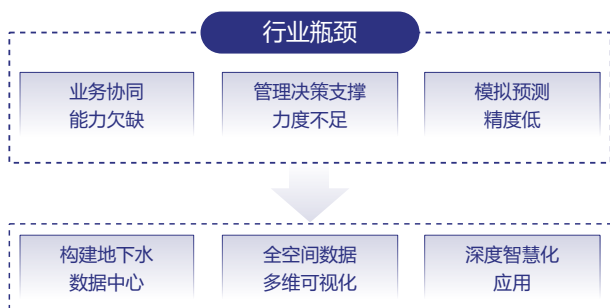 行业瓶颈
业务协同
能力欠缺
管理决策支撑
力度不足
模拟预测
精度低
构建地下水
数据中心
全空间数据
多维可视化
深度智慧化
应用